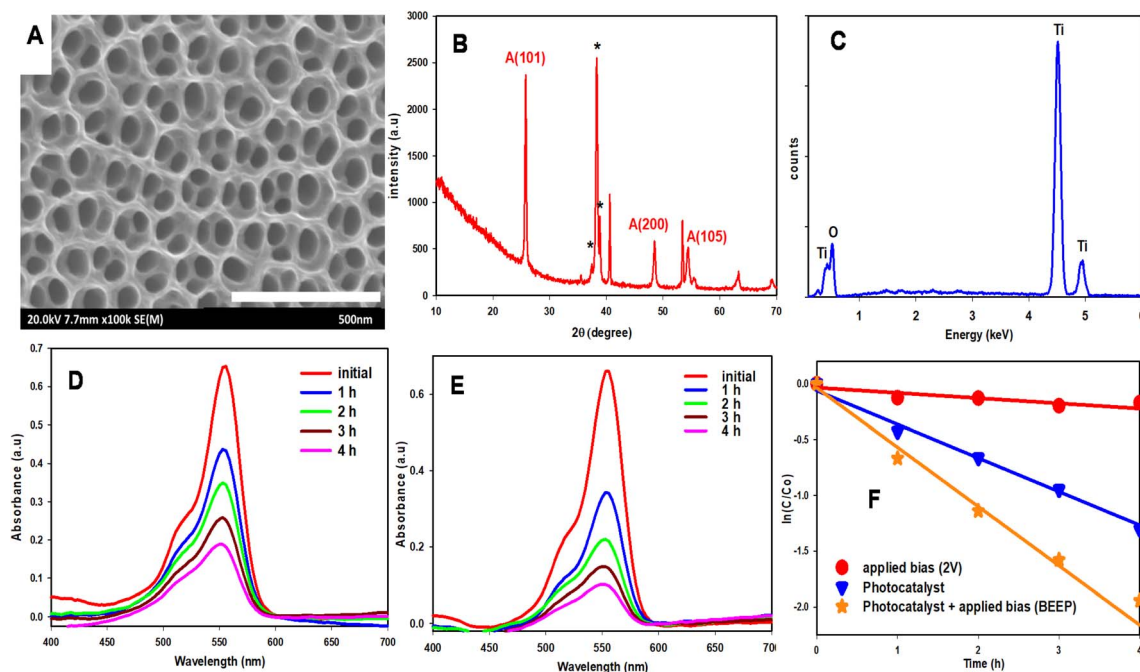 A
20.0kV 7.7mm x100k SE(M)
500nm
B
intensity (a.u)
3000
2500
2000
1500
1000
500
0
A(101)
*
*
*
A(200)
A(105)
10 20 30 40 50 60 70
2θ (degree)
C
counts
Ti
O
Ti
Ti
0 1 2 3 4 5 6
Energy (keV)
D
Absorbance (a.u)
0.7
0.6
0.5
0.4
0.3
0.2
0.1
0.0
initial
1 h
2 h
3 h
4 h
400 450 500 550 600 650 700
Wavelength (nm)
E
Absorbance (a.u)
0.6
0.4
0.2
0.0
initial
1 h
2 h
3 h
4 h
400 450 500 550 600 650 700
Wavelength (nm)
F
ln(C/Co)
0.0
-0.5
-1.0
-1.5
-2.0
applied bias (2V)
Photocatalyst
Photocatalyst + applied bias (BEEP)
0 1 2 3 4
Time (h)